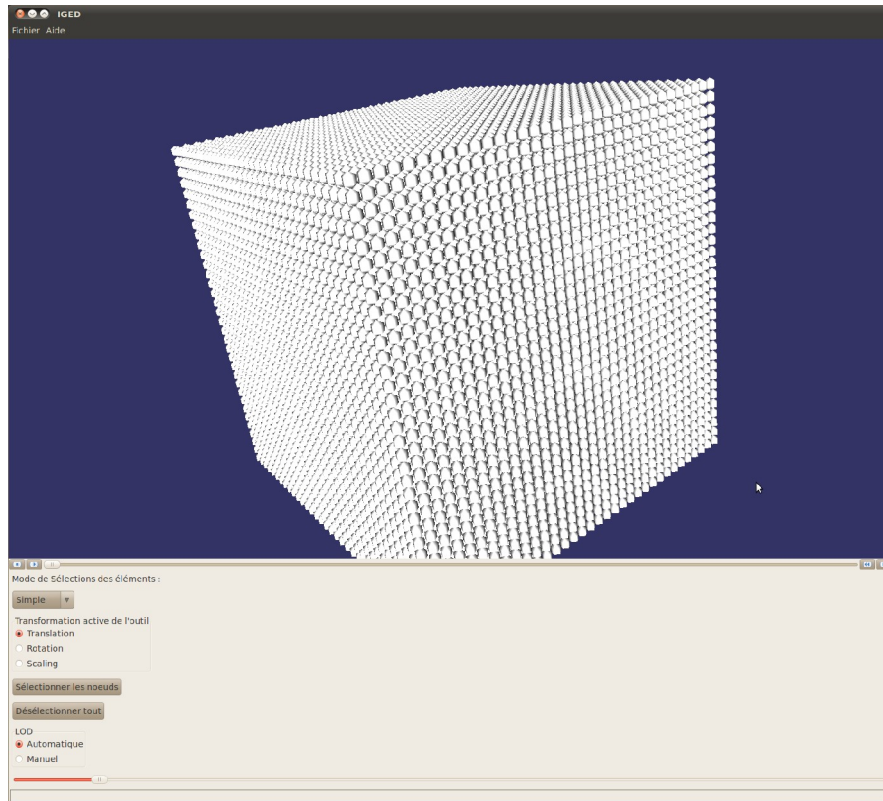 IGED
Fichier Aide
Mode de Sélections des éléments :
Simple
Transformation active de l'outil
Translation
Rotation
Scaling
Sélectionner les noeuds
Désélectionner tout
LOD
Automatique
Manuel